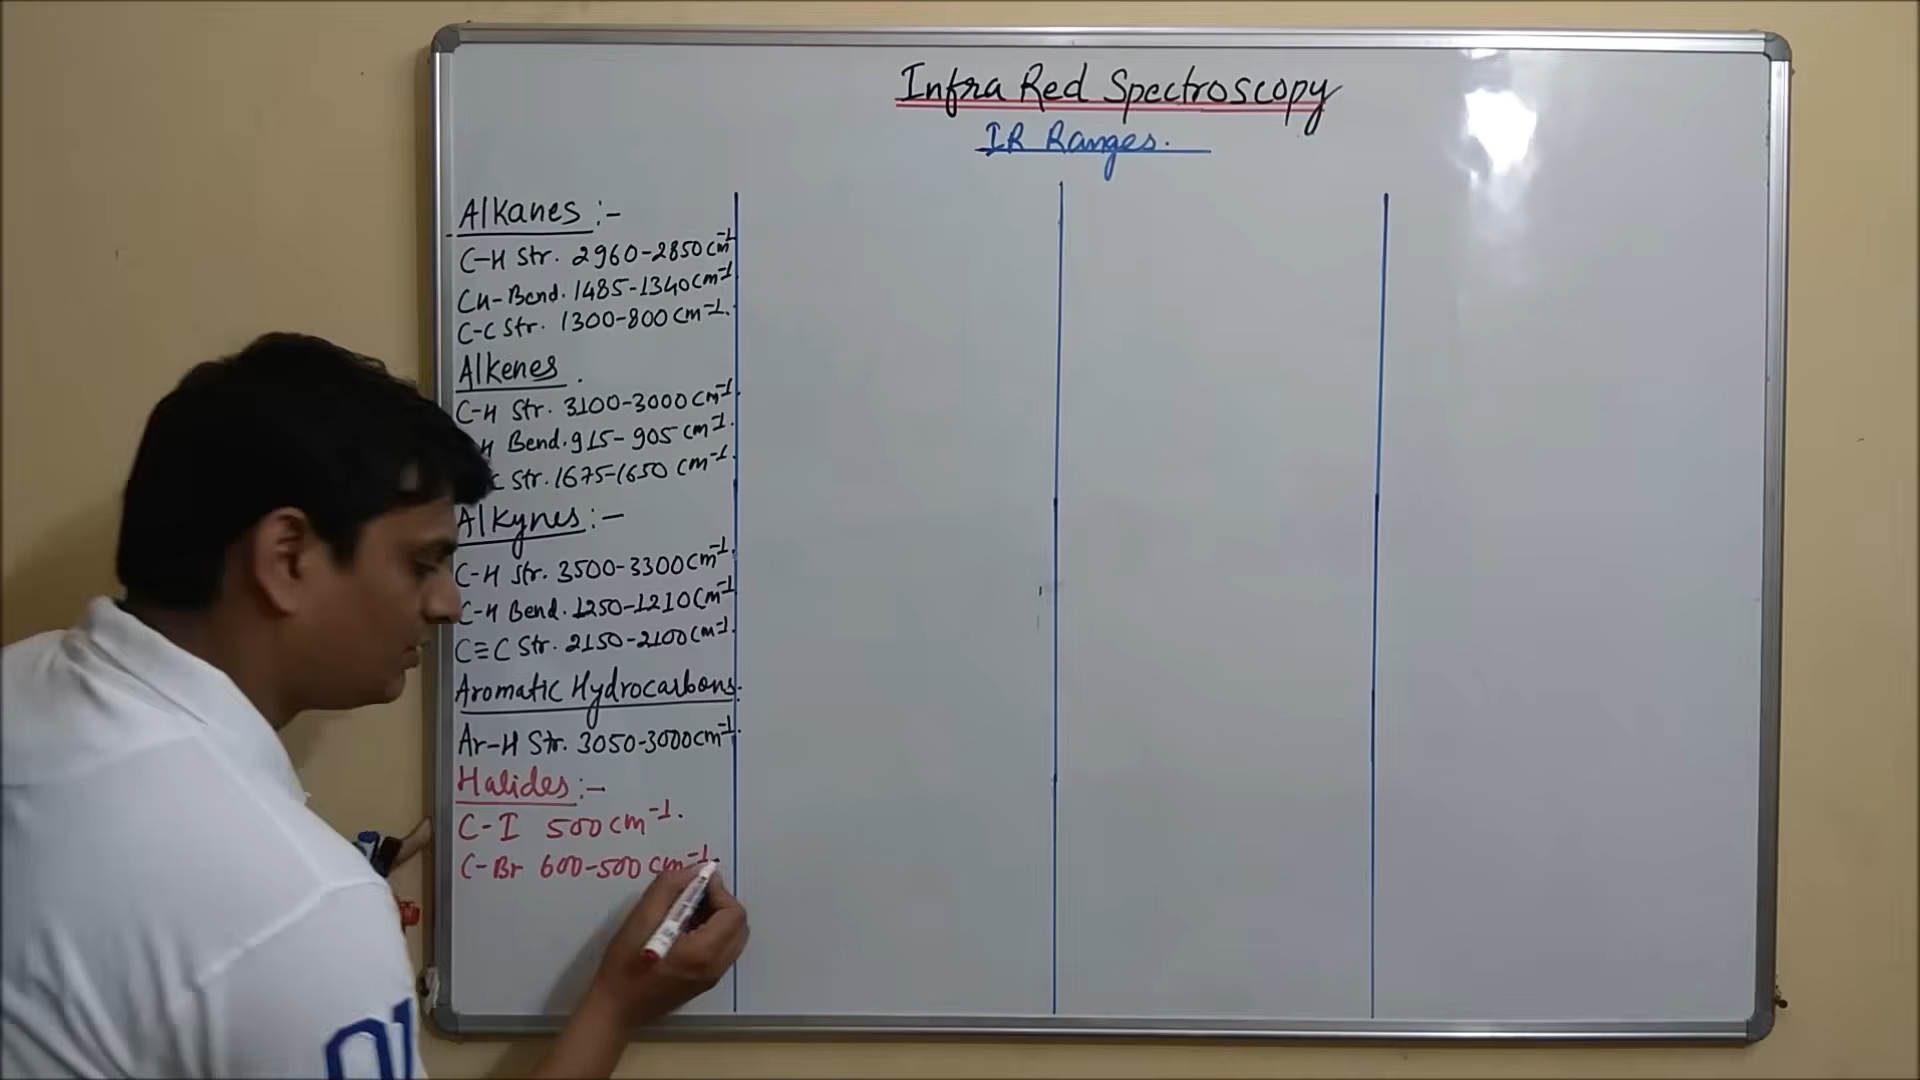 Infra Red Spectroscopy
IR Ranges.
Alkanes :-
C-H Str. 2960-2850 cm⁻¹
CH-Bend. 1485-1340 cm⁻¹
C-C Str. 1300-800 cm⁻¹.
Alkenes.
C-H Str. 3100-3000 cm⁻¹.
H Bend. 915-905 cm⁻¹.
C Str. 1675-1650 cm⁻¹.
Alkynes :-
C-H Str. 3500-3300 cm⁻¹.
C-H Bend. 1250-1210 cm⁻¹
C≡C Str. 2150-2100 cm⁻¹.
Aromatic Hydrocarbons.
Ar-H Str. 3050-3000 cm⁻¹.
Halides :-
C-I 500 cm⁻¹.
C-Br 600-500 cm⁻¹.